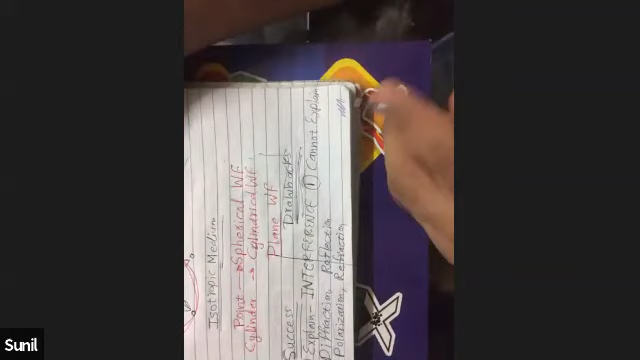 Isotropic Medium
Point → Spherical WF
Cylinder → Cylindrical WF
Plane WF
Success Drawbacks
Explain- INTERFERENCE ① Cannot Explain
Diffraction Reflection
Polarization, Refraction
Sunil